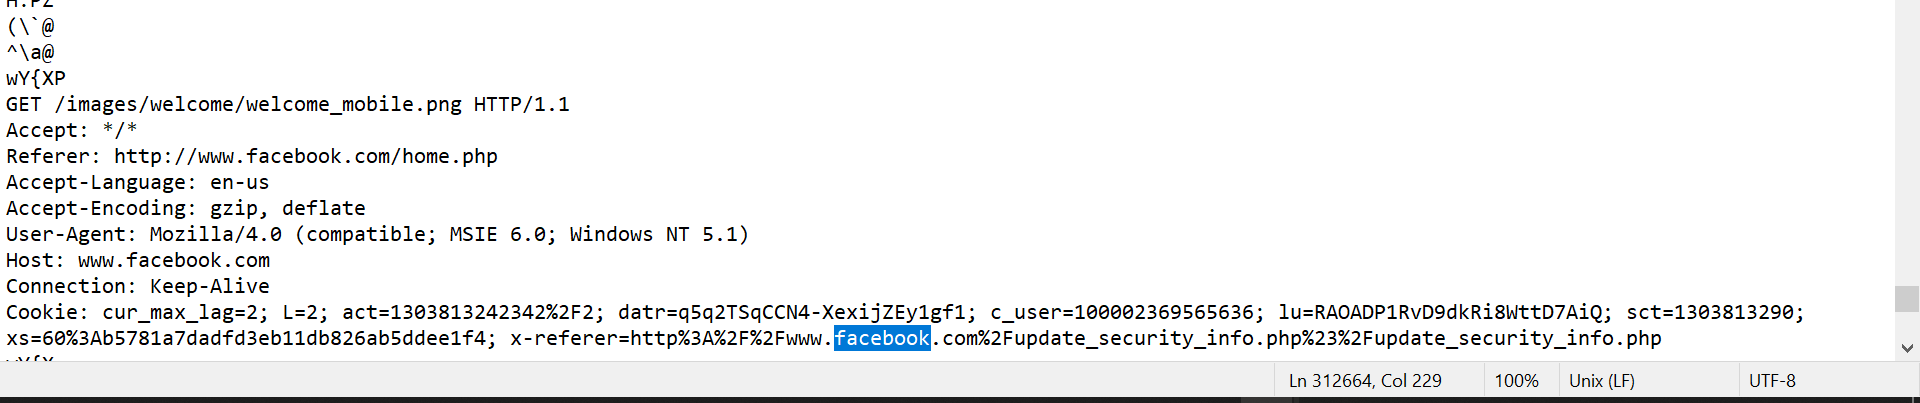 (\`@
^\a@
wY{XP
GET /images/welcome/welcome_mobile.png HTTP/1.1
Accept: */*
Referer: http://www.facebook.com/home.php
Accept-Language: en-us
Accept-Encoding: gzip, deflate
User-Agent: Mozilla/4.0 (compatible; MSIE 6.0; Windows NT 5.1)
Host: www.facebook.com
Connection: Keep-Alive
Cookie: cur_max_lag=2; L=2; act=1303813242342%2F2; datr=q5q2TSqCCN4-XexijZEy1gf1; c_user=100002369565636; lu=RAOADP1RvD9dkRi8WttD7AiQ; sct=1303813290;
xs=60%3Ab5781a7dadfd3eb11db826ab5ddee1f4; x-referer=http%3A%2F%2Fwww.facebook.com%2Fupdate_security_info.php%23%2Fupdate_security_info.php
Ln 312664, Col 229
100%
Unix (LF)
UTF-8